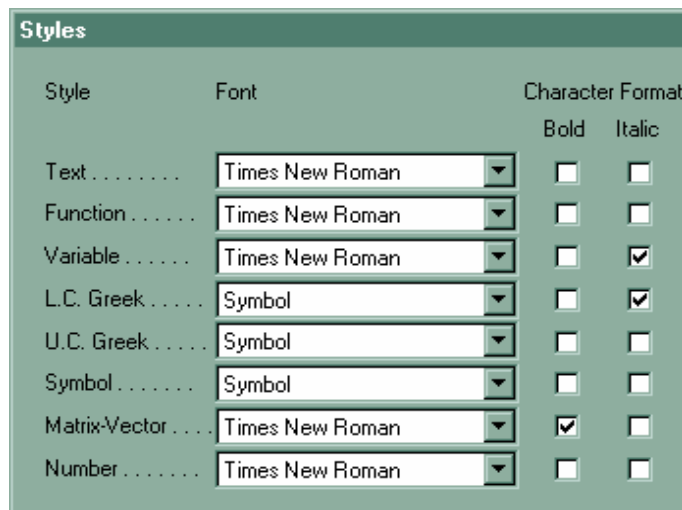 Styles
Style Font Character Format
Bold Italic
Text . . . . . . . . Times New Roman
Function . . . . . . Times New Roman
Variable . . . . . . Times New Roman
L.C. Greek . . . . . Symbol
U.C. Greek . . . . . Symbol
Symbol . . . . . . . Symbol
Matrix-Vector . . . . Times New Roman
Number . . . . . . . Times New Roman